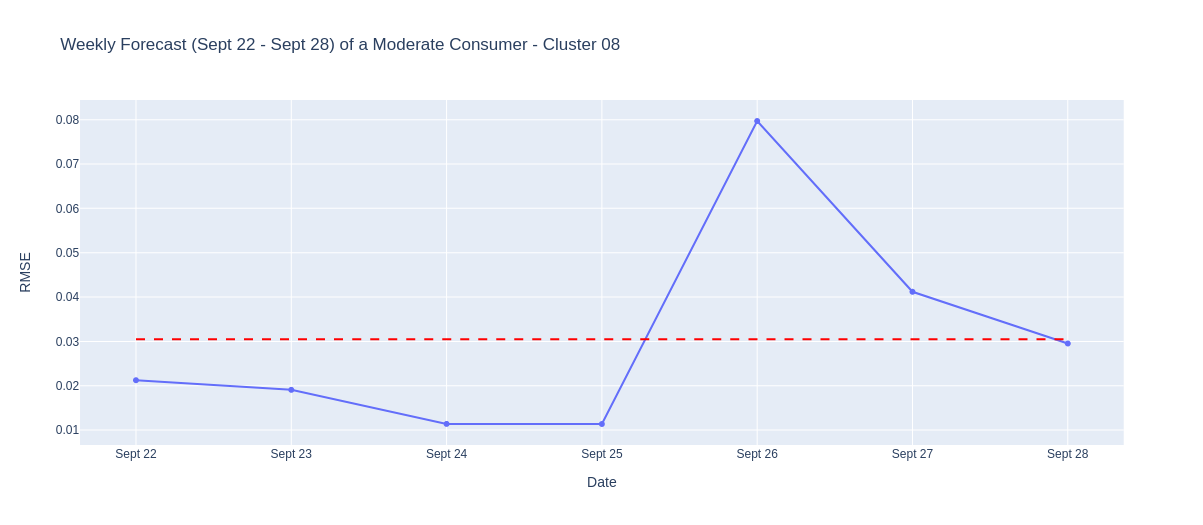 Weekly Forecast (Sept 22 - Sept 28) of a Moderate Consumer - Cluster 08
0.08
0.07
0.06
0.05
0.04
0.03
0.02
0.01
RMSE
Sept 22 Sept 23 Sept 24 Sept 25 Sept 26 Sept 27 Sept 28
Date